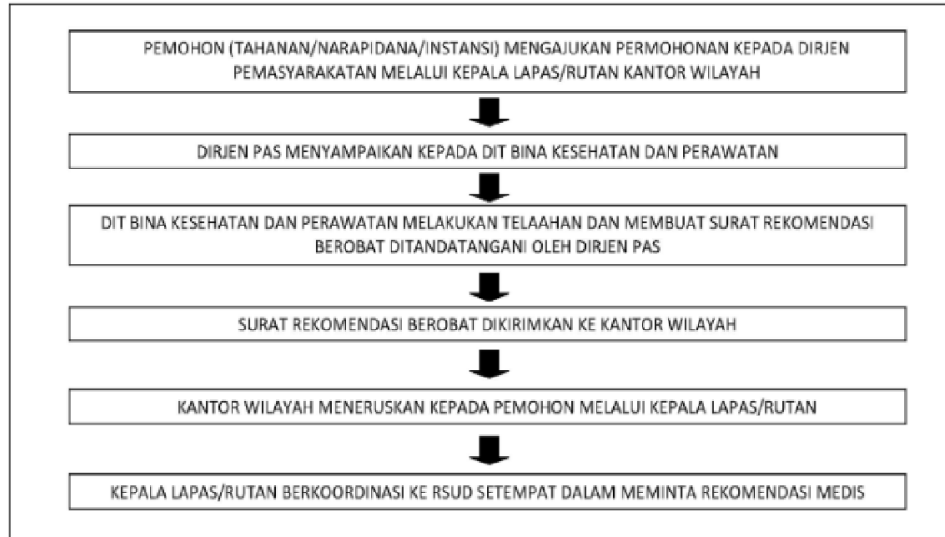 PEMOHON (TAHANAN/NARAPIDANA/INSTANSI) MENGAJUKAN PERMOHONAN KEPADA DIRJEN
PEMASYARAKATAN MELALUI KEPALA LAPAS/RUTAN KANTOR WILAYAH
DIRJEN PAS MENYAMPAIKAN KEPADA DIT BINA KESEHATAN DAN PERAWATAN
DIT BINA KESEHATAN DAN PERAWATAN MELAKUKAN TELAAHAN DAN MEMBUAT SURAT REKOMENDASI
BEROBAT DITANDATANGANI OLEH DIRJEN PAS
SURAT REKOMENDASI BEROBAT DIKIRIMKAN KE KANTOR WILAYAH
KANTOR WILAYAH MENERUSKAN KEPADA PEMOHON MELALUI KEPALA LAPAS/RUTAN
KEPALA LAPAS/RUTAN BERKOORDINASI KE RSUD SETEMPAT DALAM MEMINTA REKOMENDASI MEDIS